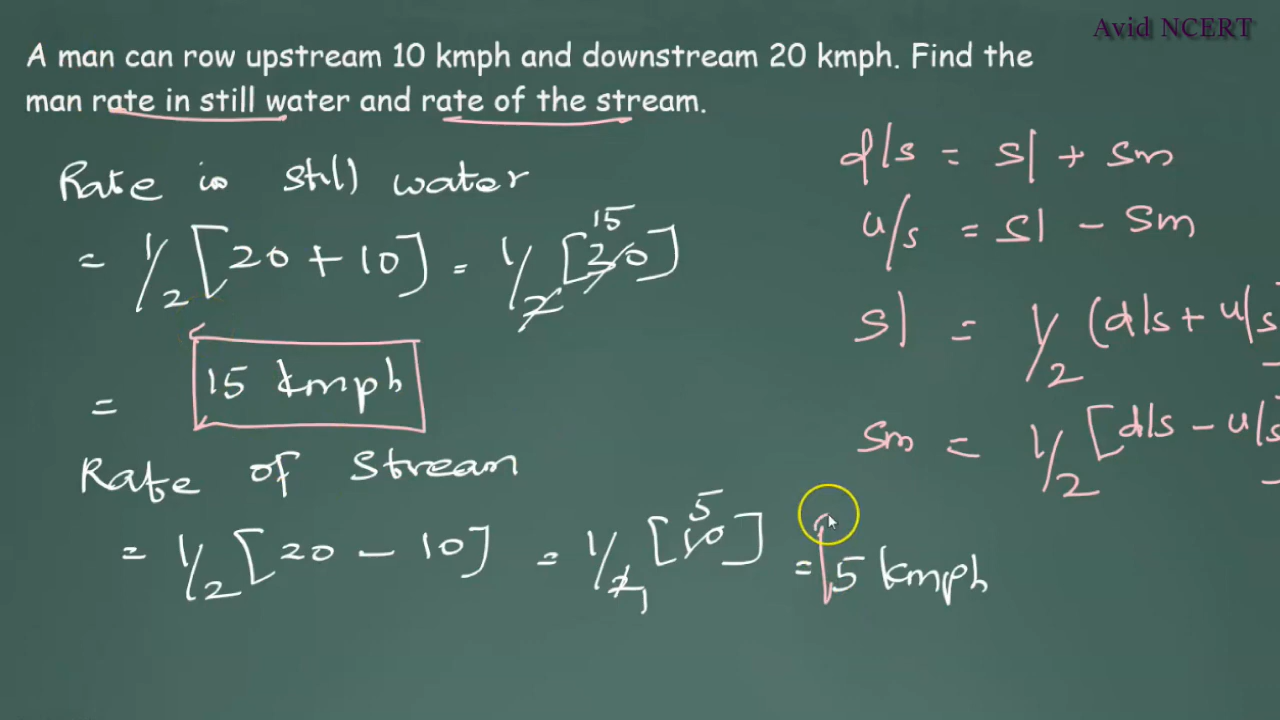 Avid NCERT
A man can row upstream 10 kmph and downstream 20 kmph. Find the
man rate in still water and rate of the stream.
Rate in still water
= 1/2 [20 + 10] = 1/2 [30] 15
= 15 kmph
Rate of Stream
= 1/2 [20 - 10] = 1/2 [10] 5 = 5 kmph
d/s = sl + sm
u/s = sl - sm
sl = 1/2 (d/s + u/s
sm = 1/2 [d/s - u/s